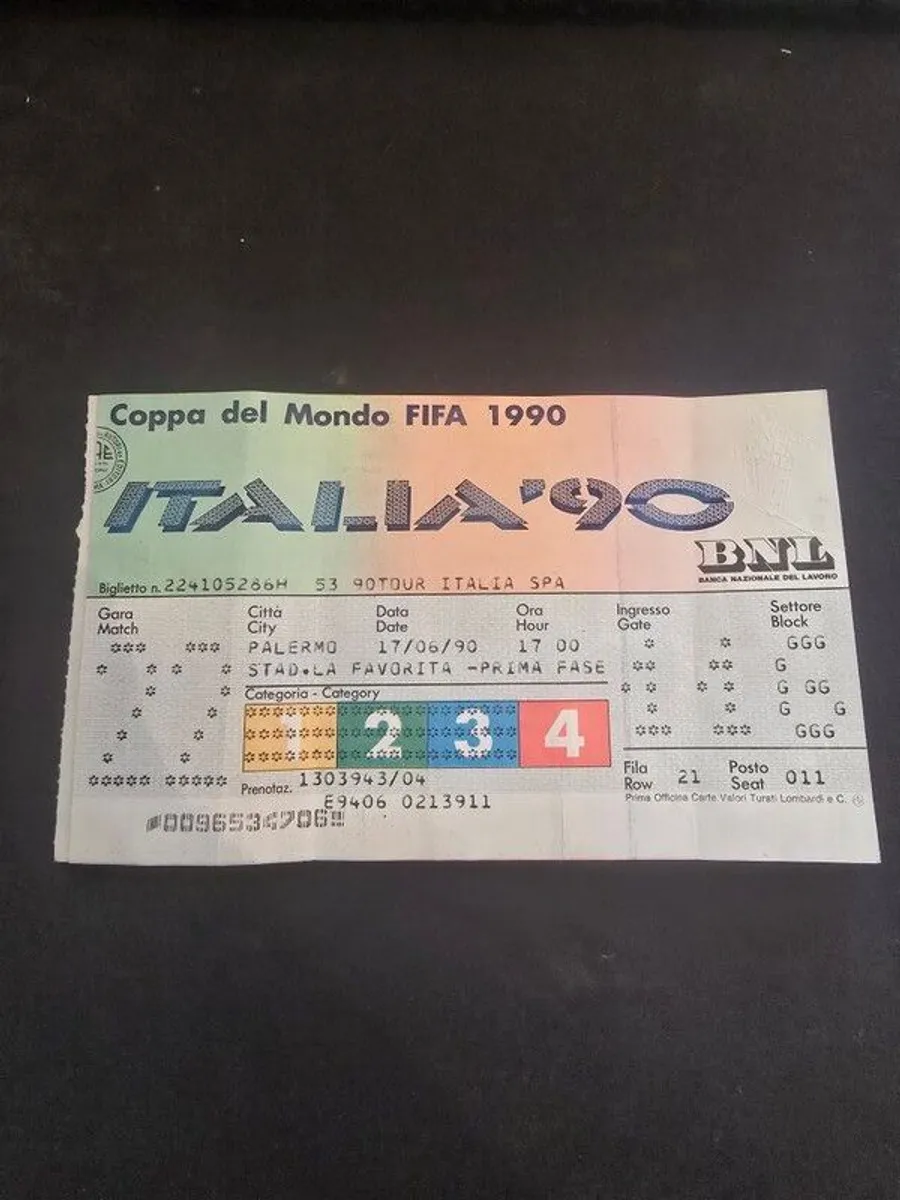 Coppa del Mondo FIFA 1990
ITALIA '90
BNL
BANCA NAZIONALE DEL LAVORO
Biglietto n. 224105286H 53 90TOUR ITALIA SPA
Gara Città Data Ora Ingresso Settore
Match City Date Hour Gate Block
PALERMO 17/06/90 17 00
STAD.LA FAVORITA -PRIMA FASE
G
Categoria - Category
1 2 3 4
Fila 21 Posto 011
Row Seat
Prenotaz. 1303943/04
Prima Officina Carte Valori Turati Lombardi e C.
E9406 0213911